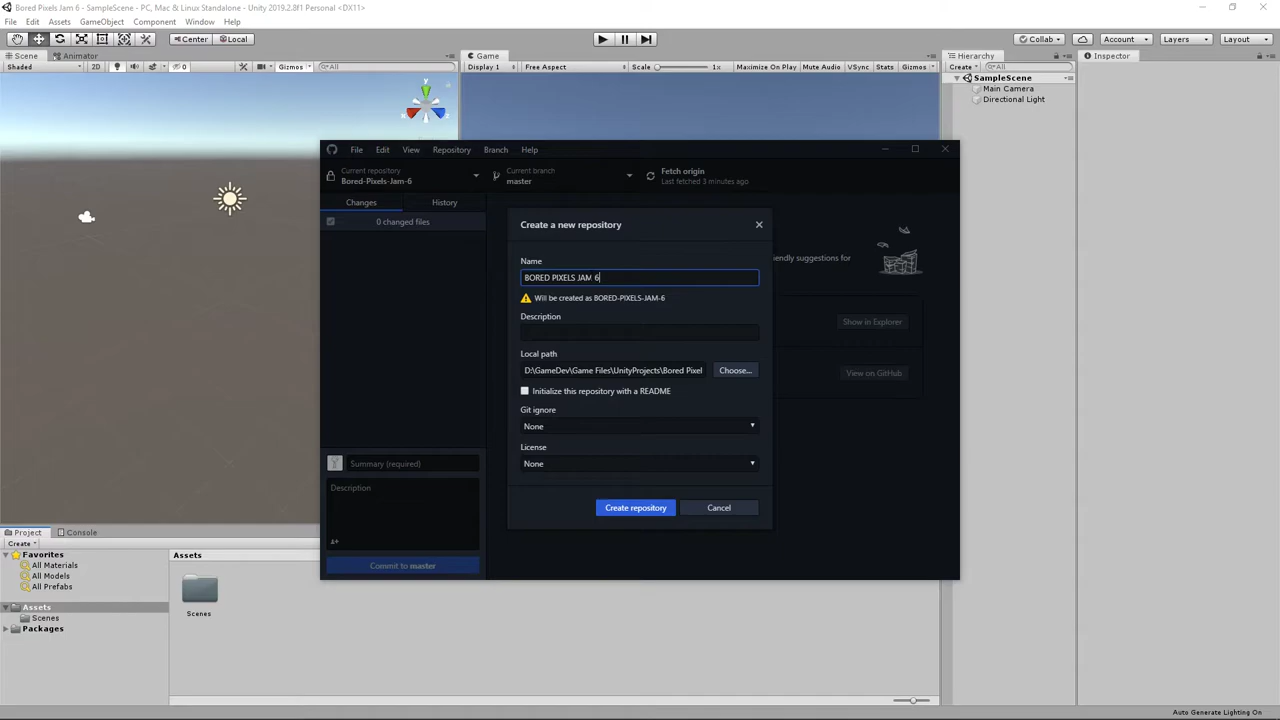 Bored Pixels Jam 6 - SampleScene - PC, Mac & Linux Standalone - Unity 2019.2.8f1 Personal <DX11>
File Edit Assets GameObject Component Window Help
Center Local
Collab Account Layers Layout
Scene Animator
Game
Hierarchy
Inspector
Shaded 2D 0 Gizmos All
Display 1 Free Aspect Scale 1x Maximize On Play Mute Audio VSync Stats Gizmos
Create All
SampleScene
Main Camera
Directional Light
y
x
z
File Edit View Repository Branch Help
Current repository
Bored-Pixels-Jam-6
Current branch
master
Fetch origin
Last fetched 3 minutes ago
Changes History
0 changed files
Create a new repository
Name
BORED PIXELS JAM 6
Will be created as BORED-PIXELS-JAM-6
Description
Local path
D:\GameDev\Game Files\UnityProjects\Bored Pixel
Choose...
Initialize this repository with a README
Git ignore
None
License
None
Create repository
Cancel
endly suggestions for
Show in Explorer
View on GitHub
Summary (required)
Description
Commit to master
Project Console
Create
Favorites
All Materials
All Models
All Prefabs
Assets
Scenes
Packages
Assets
Scenes
Auto Generate Lighting On